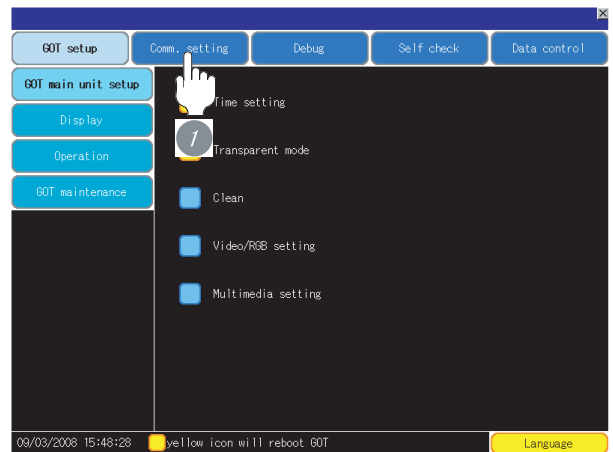 GOT setup Comm. setting Debug Self check Data control
GOT main unit setup
Display
Operation
GOT maintenance
Time setting
1
Transparent mode
Clean
Video/RGB setting
Multimedia setting
09/03/2008 15:48:28 yellow icon will reboot GOT Language